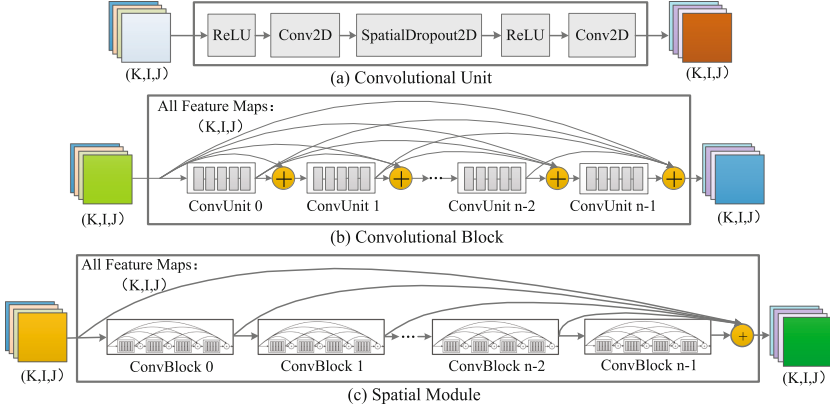 ReLU Conv2D SpatialDropout2D ReLU Conv2D
(K,I,J) (K,I,J)
(a) Convolutional Unit
All Feature Maps:
(K,I,J)
+ + ... + +
ConvUnit 0 ConvUnit 1 ConvUnit n-2 ConvUnit n-1
(K,I,J) (K,I,J)
(b) Convolutional Block
All Feature Maps:
(K,I,J)
... +
ConvBlock 0 ConvBlock 1 ConvBlock n-2 ConvBlock n-1
(K,I,J) (K,I,J)
(c) Spatial Module